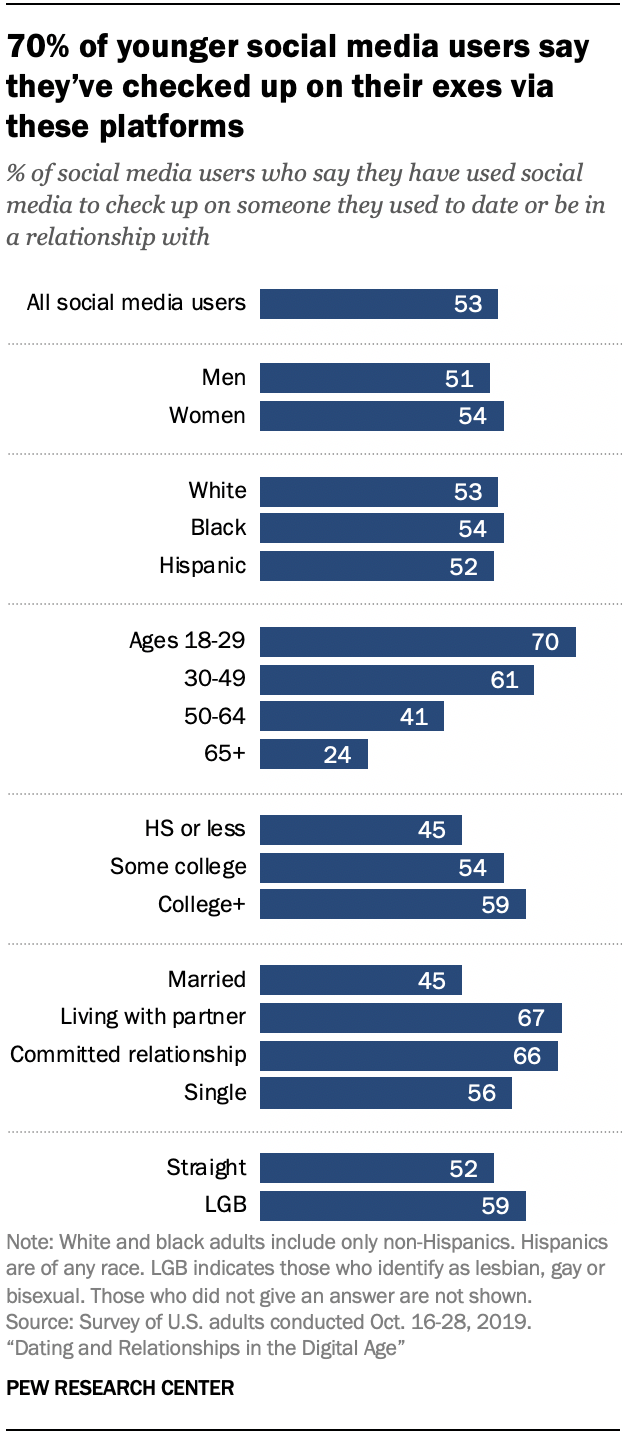 70% of younger social media users say
they’ve checked up on their exes via
these platforms
% of social media users who say they have used social
media to check up on someone they used to date or be in
a relationship with
All social media users 53
Men 51
Women 54
White 53
Black 54
Hispanic 52
Ages 18-29 70
30-49 61
50-64 41
65+ 24
HS or less 45
Some college 54
College+ 59
Married 45
Living with partner 67
Committed relationship 66
Single 56
Straight 52
LGB 59
Note: White and black adults include only non-Hispanics. Hispanics
are of any race. LGB indicates those who identify as lesbian, gay or
bisexual. Those who did not give an answer are not shown.
Source: Survey of U.S. adults conducted Oct. 16-28, 2019.
“Dating and Relationships in the Digital Age”
PEW RESEARCH CENTER